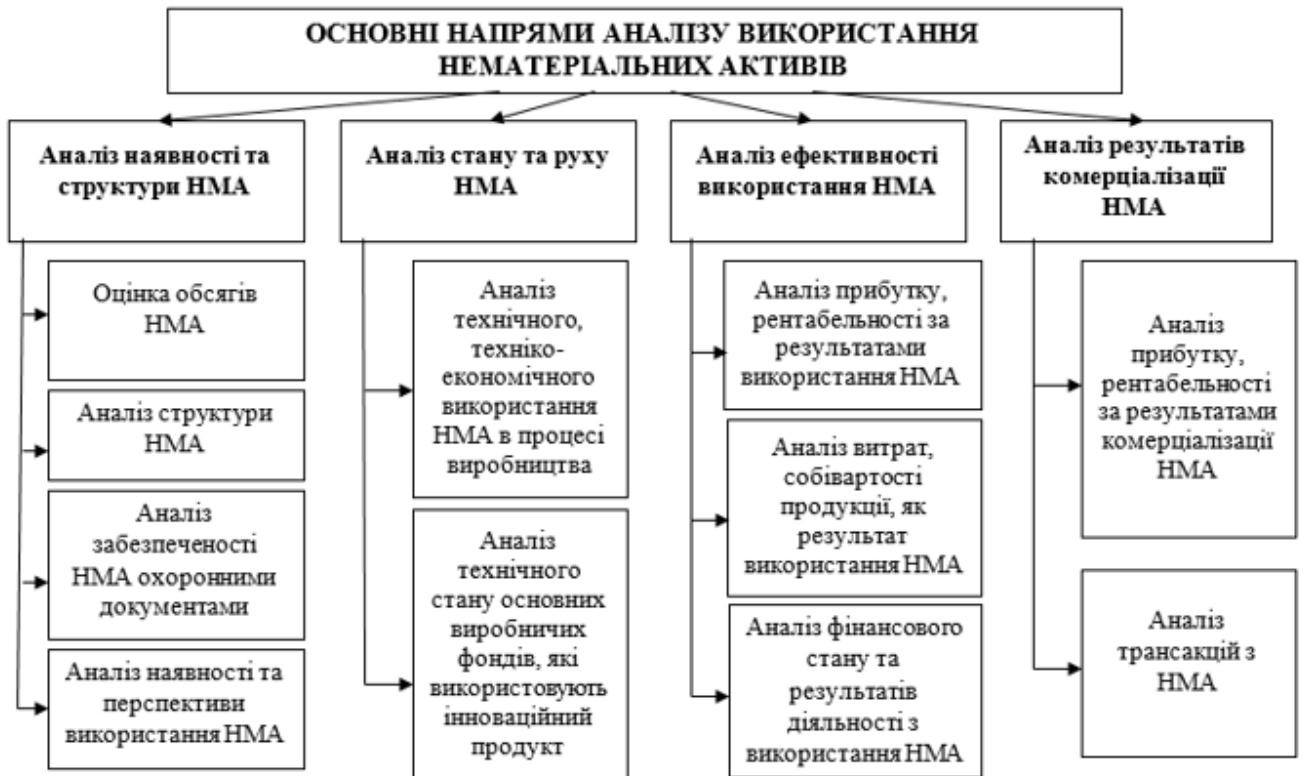 ОСНОВНІ НАПРЯМИ АНАЛІЗУ ВИКОРИСТАННЯ
НЕМАТЕРІАЛЬНИХ АКТИВІВ
Аналіз наявності та
структури НМА
Оцінка обсягів
НМА
Аналіз структури
НМА
Аналіз
забезпеченості
НМА охоронними
документами
Аналіз наявності та
перспективи
використання НМА
Аналіз стану та руху
НМА
Аналіз
технічного,
техніко-
економічного
використання
НМА в процесі
виробництва
Аналіз
технічного
стану основних
виробничих
фондів, які
використовують
інноваційний
продукт
Аналіз ефективності
використання НМА
Аналіз прибутку,
рентабельності за
результатами
використання НМА
Аналіз витрат,
собівартості
продукції, як
результат
використання НМА
Аналіз фінансового
стану та
результатів
діяльності з
використання НМА
Аналіз результатів
комерціалізації
НМА
Аналіз
прибутку,
рентабельності
за результатами
комерціалізації
НМА
Аналіз
трансакцій з
НМА